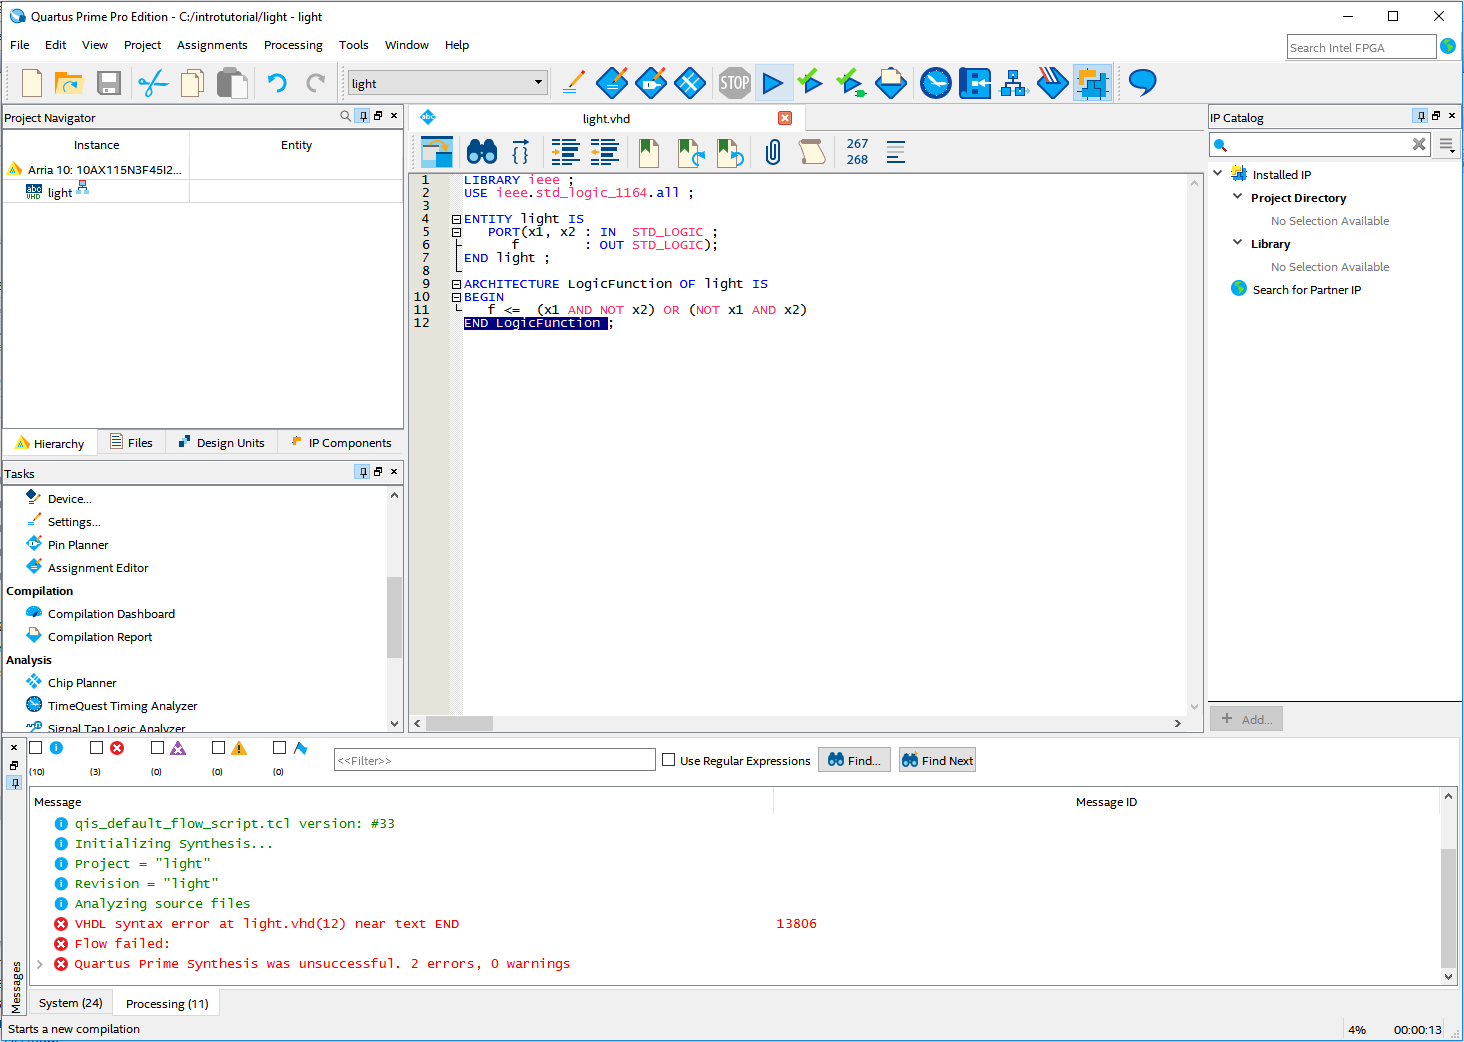 Quartus Prime Pro Edition - C:/introtutorial/light - light
File Edit View Project Assignments Processing Tools Window Help
Search Intel FPGA
light
STOP
Project Navigator
Instance Entity
Arria 10: 10AX115N3F45I2...
abc VHD light
Hierarchy Files Design Units IP Components
Tasks
Device...
Settings...
Pin Planner
Assignment Editor
Compilation
Compilation Dashboard
Compilation Report
Analysis
Chip Planner
TimeQuest Timing Analyzer
Signal Tap Logic Analyzer
abc light.vhd
267
268
1 LIBRARY ieee ;
2 USE ieee.std_logic_1164.all ;
3
4 ENTITY light IS
5 PORT(x1, x2 : IN STD_LOGIC ;
6 f : OUT STD_LOGIC);
7 END light ;
8
9 ARCHITECTURE LogicFunction OF light IS
10 BEGIN
11 f <= (x1 AND NOT x2) OR (NOT x1 AND x2)
12 END LogicFunction ;
IP Catalog
Installed IP
Project Directory
No Selection Available
Library
No Selection Available
Search for Partner IP
+ Add...
(10) (3) (0) (0) (0)
<<Filter>>
Use Regular Expressions
Find...
Find Next
Message Message ID
qis_default_flow_script.tcl version: #33
Initializing Synthesis...
Project = "light"
Revision = "light"
Analyzing source files
VHDL syntax error at light.vhd(12) near text END 13806
Flow failed:
Quartus Prime Synthesis was unsuccessful. 2 errors, 0 warnings
Messages
System (24) Processing (11)
Starts a new compilation
4% 00:00:13